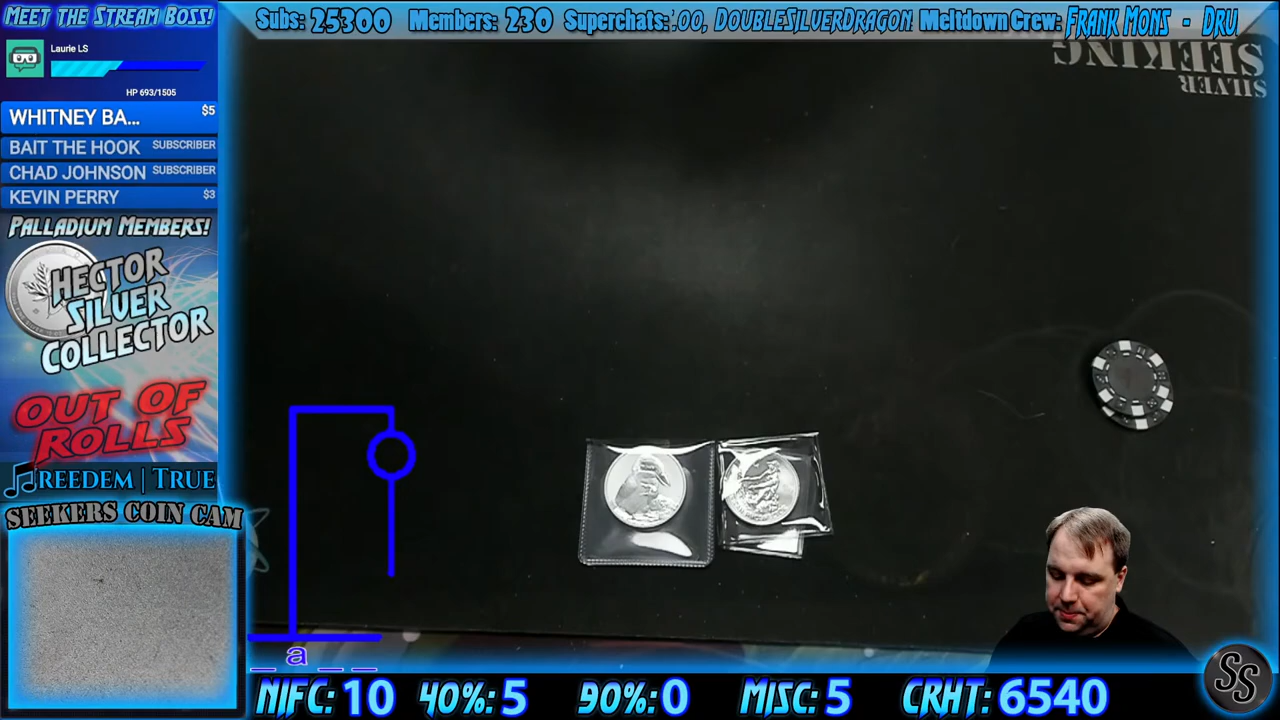 MEET THE STREAM BOSS!
Subs: 25300 Members: 230 Superchats: .00, DOUBLESILVERDRAGON Meltdown Crew: FRANK MONS - DRU
Laurie LS
HP 693/1505
WHITNEY BA... $5
BAIT THE HOOK SUBSCRIBER
CHAD JOHNSON SUBSCRIBER
KEVIN PERRY $3
PALLADIUM MEMBERS!
HECTOR
SILVER
COLLECTOR
OUT OF
ROLLS
REEDEM | TRUE
SEEKERS COIN CAM
SILVER
SEEKING
_ a _ _
NIFC: 10 40%: 5 90%: 0 MISC: 5 CRHT: 6540
SS